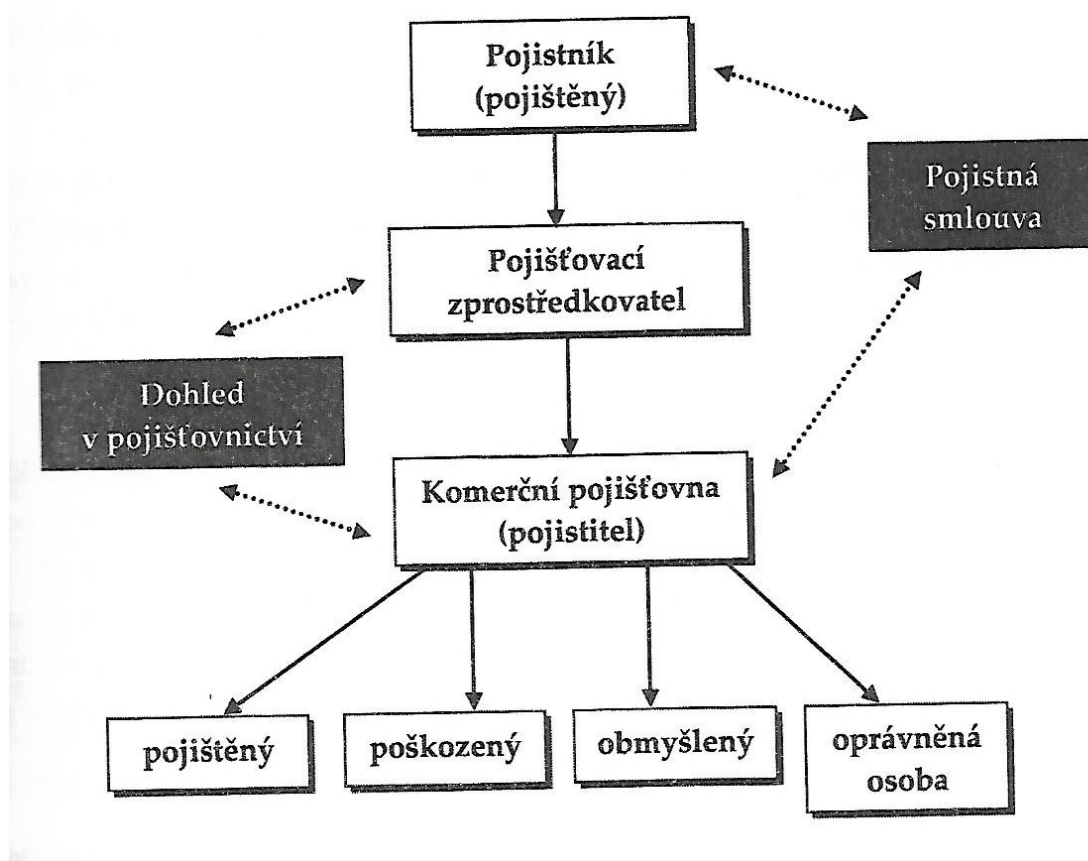 Pojistník
(pojištěný)
Pojistná
smlouva
Pojišťovací
zprostředkovatel
Dohled
v pojišťovnictví
Komerční pojišťovna
(pojistitel)
pojištěný
poškozený
obmyšlený
oprávněná
osoba